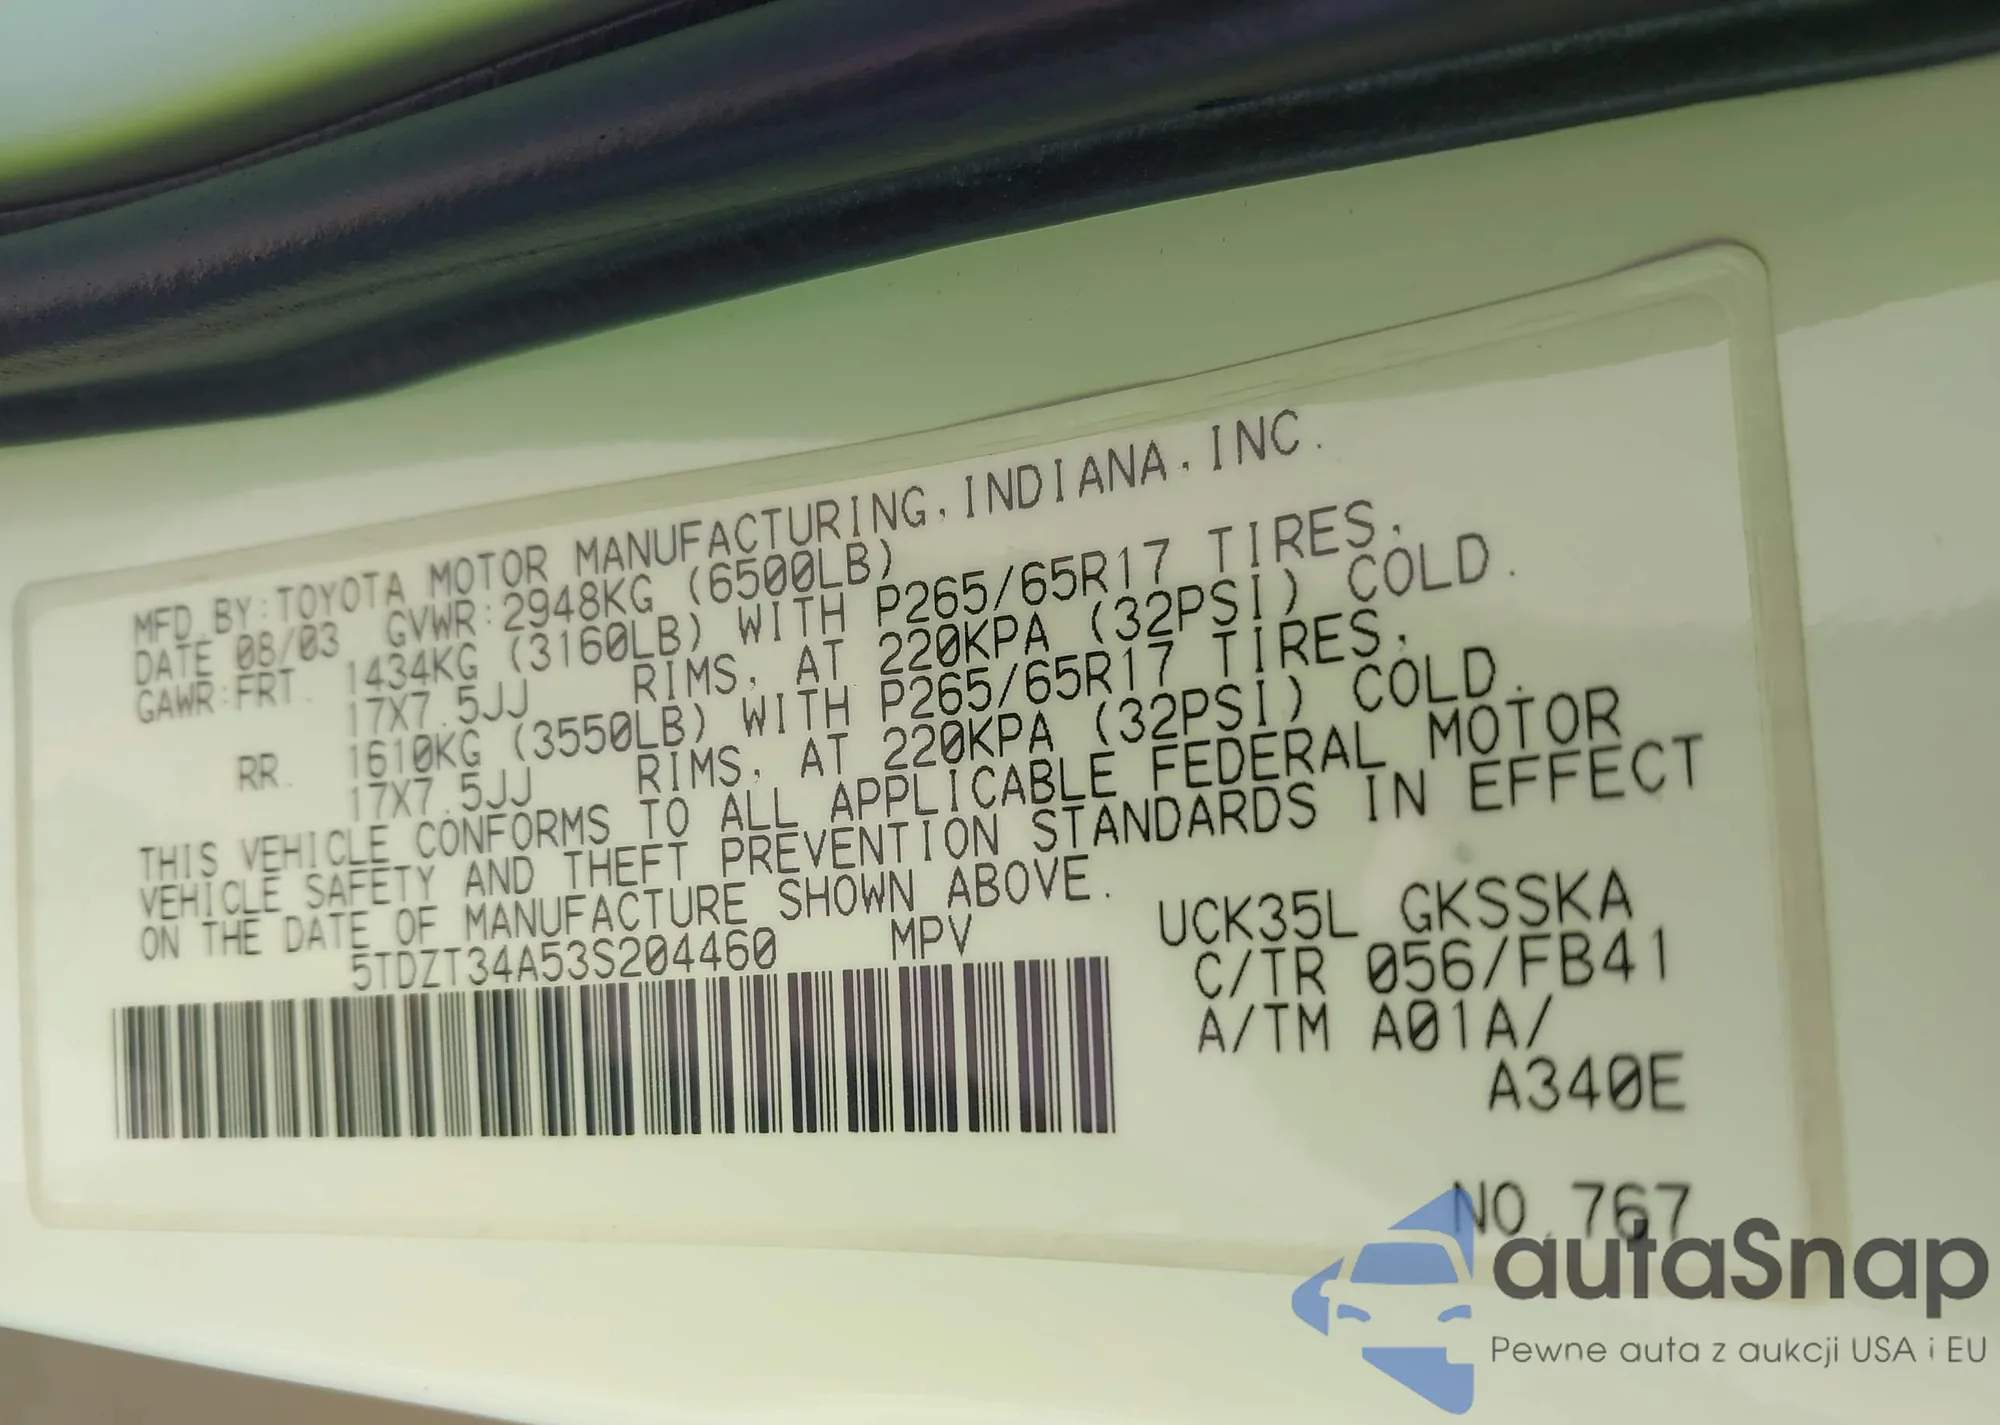 MFD.BY:TOYOTA MOTOR MANUFACTURING,INDIANA,INC.
DATE 08/03 GVWR:2948KG (6500LB)
GAWR:FRT. 1434KG (3160LB) WITH P265/65R17 TIRES,
17X7.5JJ RIMS, AT 220KPA (32PSI) COLD.
RR. 1610KG (3550LB) WITH P265/65R17 TIRES,
17X7.5JJ RIMS, AT 220KPA (32PSI) COLD.
THIS VEHICLE CONFORMS TO ALL APPLICABLE FEDERAL MOTOR
VEHICLE SAFETY AND THEFT PREVENTION STANDARDS IN EFFECT
ON THE DATE OF MANUFACTURE SHOWN ABOVE.
5TDZT34A53S204460 MPV
UCK35L GKSSKA
C/TR 056/FB41
A/TM A01A/
A340E
NO.767
autaSnap
Pewne auta z aukcji USA i EU